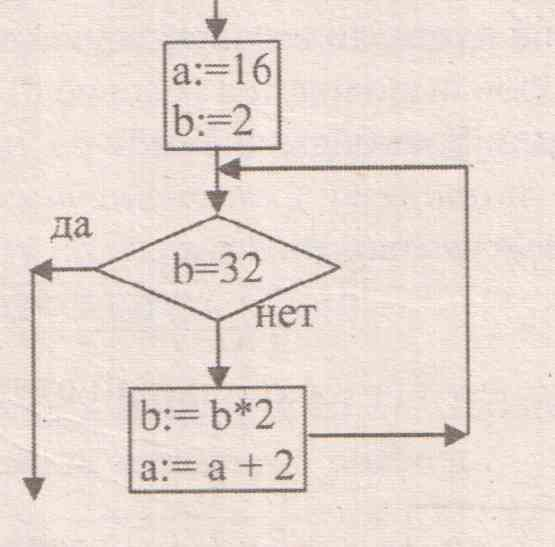 a:=16
b:=2
да
b=32
нет
b:= b*2
a:= a + 2